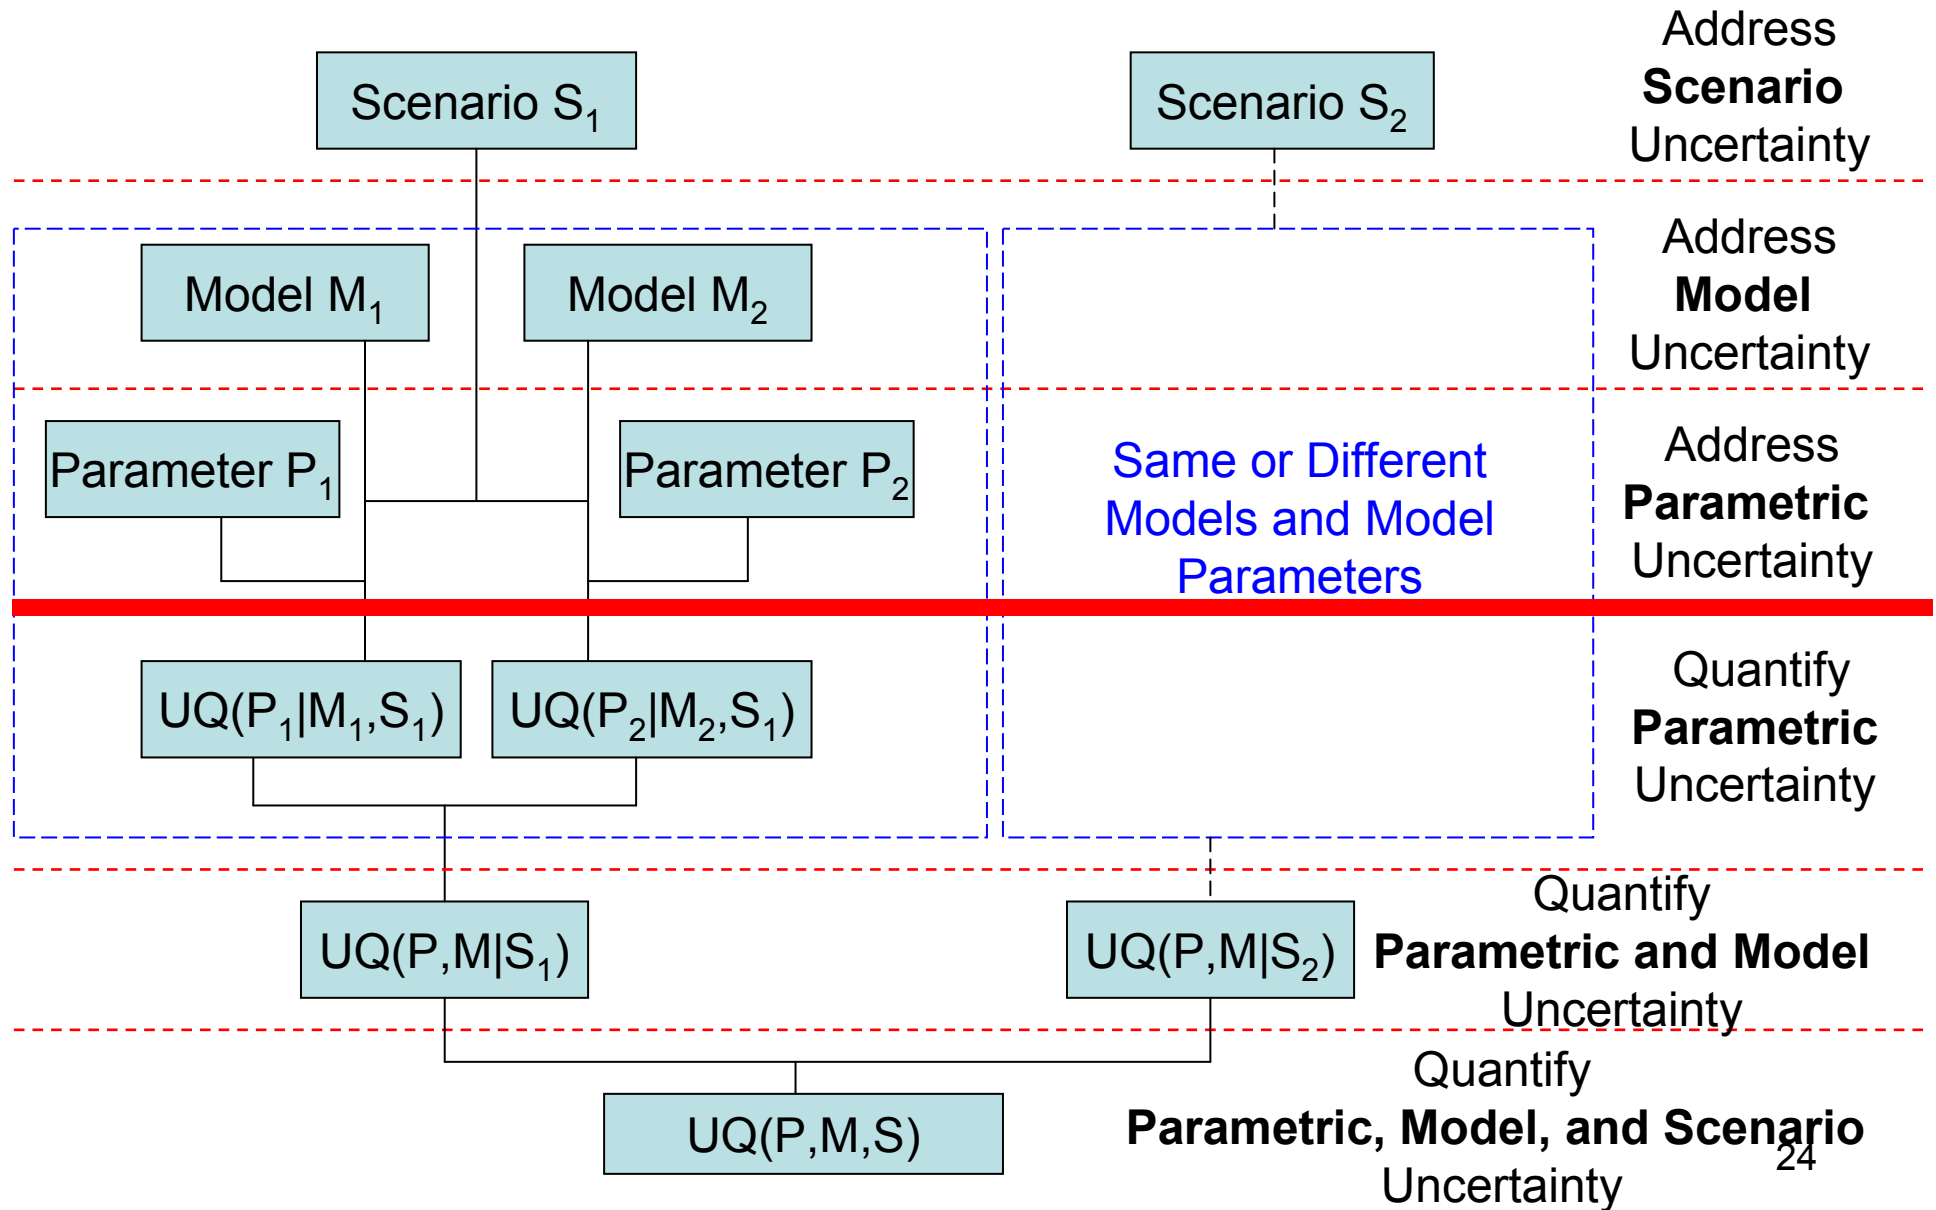 Scenario S₁
Scenario S₂
Address
Scenario
Uncertainty
Model M₁
Model M₂
Address
Model
Uncertainty
Parameter P₁
Parameter P₂
Same or Different
Models and Model
Parameters
Address
Parametric
Uncertainty
UQ(P₁|M₁,S₁)
UQ(P₂|M₂,S₁)
Quantify
Parametric
Uncertainty
UQ(P,M|S₁)
UQ(P,M|S₂)
Quantify
Parametric and Model
Uncertainty
UQ(P,M,S)
Quantify
Parametric, Model, and Scenario
Uncertainty
24